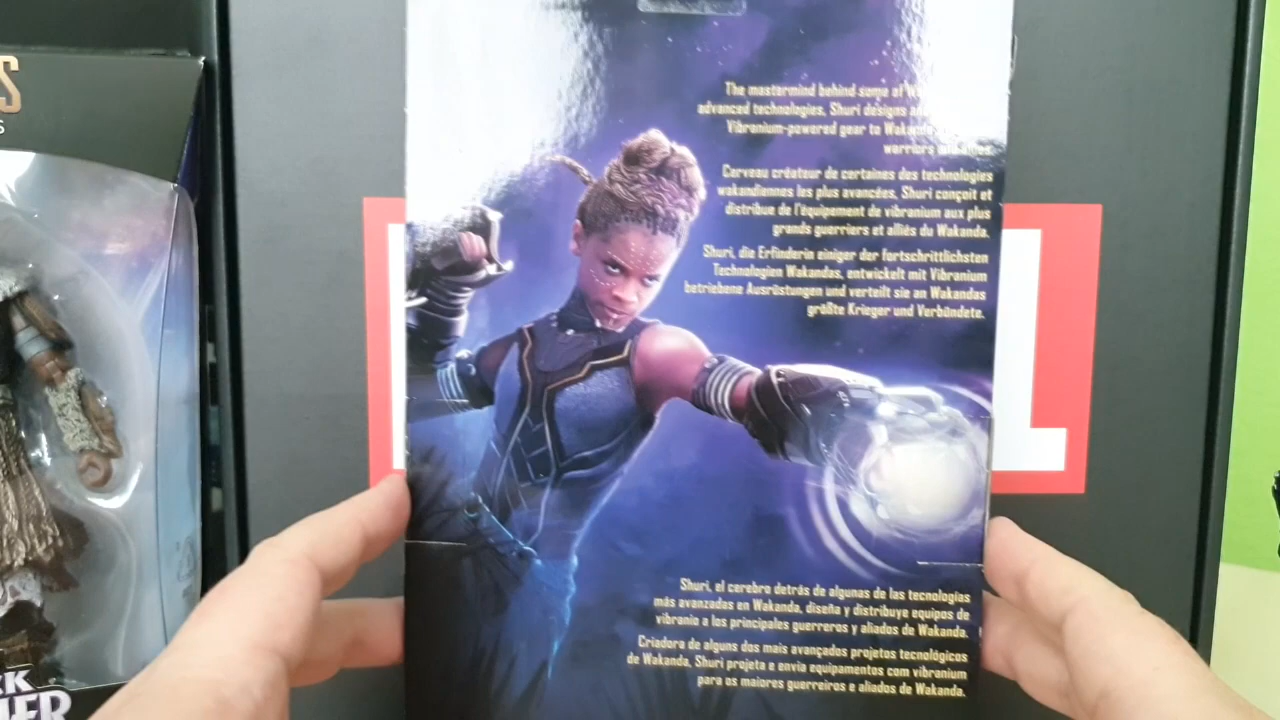 S
S
The mastermind behind some of
advanced technologies, Shuri designs
Vibranium-powered gear to
warriors
Cerveau créateur de certaines des technologies
wakandiennes les plus avancées, Shuri conçoit et
distribue de l'équipement de vibranium aux plus
grands guerriers et alliés du Wakanda.
Shuri, die Erfinderin einiger der fortschrittlichsten
Technologien Wakandas, entwickelt mit Vibranium
betriebene Ausrüstungen und verteilt sie an Wakandas
größte Krieger und Verbündete.
Shuri, el cerebro detrás de algunas de las tecnologías
más avanzadas en Wakanda, diseña y distribuye equipos de
vibranio a los principales guerreros y aliados de Wakanda.
Criadora de alguns dos mais avançados projetos tecnológicos
de Wakanda, Shuri projeta e envia equipamentos com vibranium
para os maiores guerreiros e aliados de Wakanda.
CK